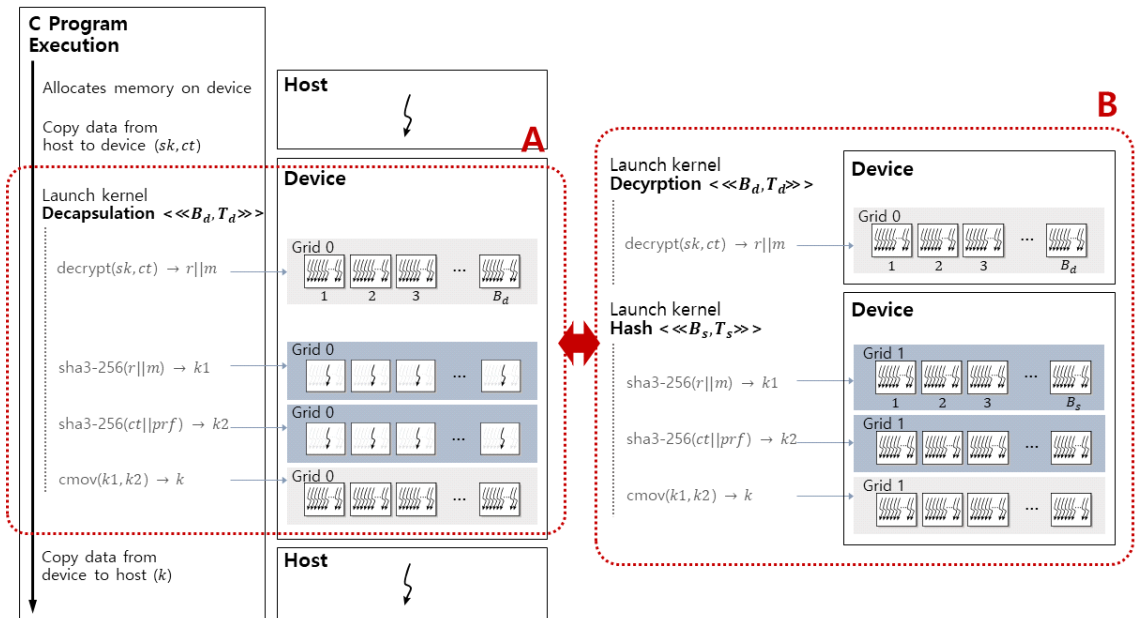 C Program
Execution
Allocates memory on device
Copy data from
host to device (sk, ct)
Launch kernel
Decapsulation <≪B_d, T_d≫>
decrypt(sk, ct) → r||m
sha3-256(r||m) → k1
sha3-256(ct||prf) → k2
cmov(k1, k2) → k
Copy data from
device to host (k)
Host
A
Device
Grid 0
1 2 3 ... B_d
Grid 0
...
Grid 0
...
Grid 0
...
Host
B
Launch kernel
Decyrption <≪B_d, T_d≫>
decrypt(sk, ct) → r||m
Device
Grid 0
...
1 2 3 B_d
Launch kernel
Hash <≪B_s, T_s≫>
sha3-256(r||m) → k1
sha3-256(ct||prf) → k2
cmov(k1, k2) → k
Device
Grid 1
...
1 2 3 B_s
Grid 1
...
Grid 1
...